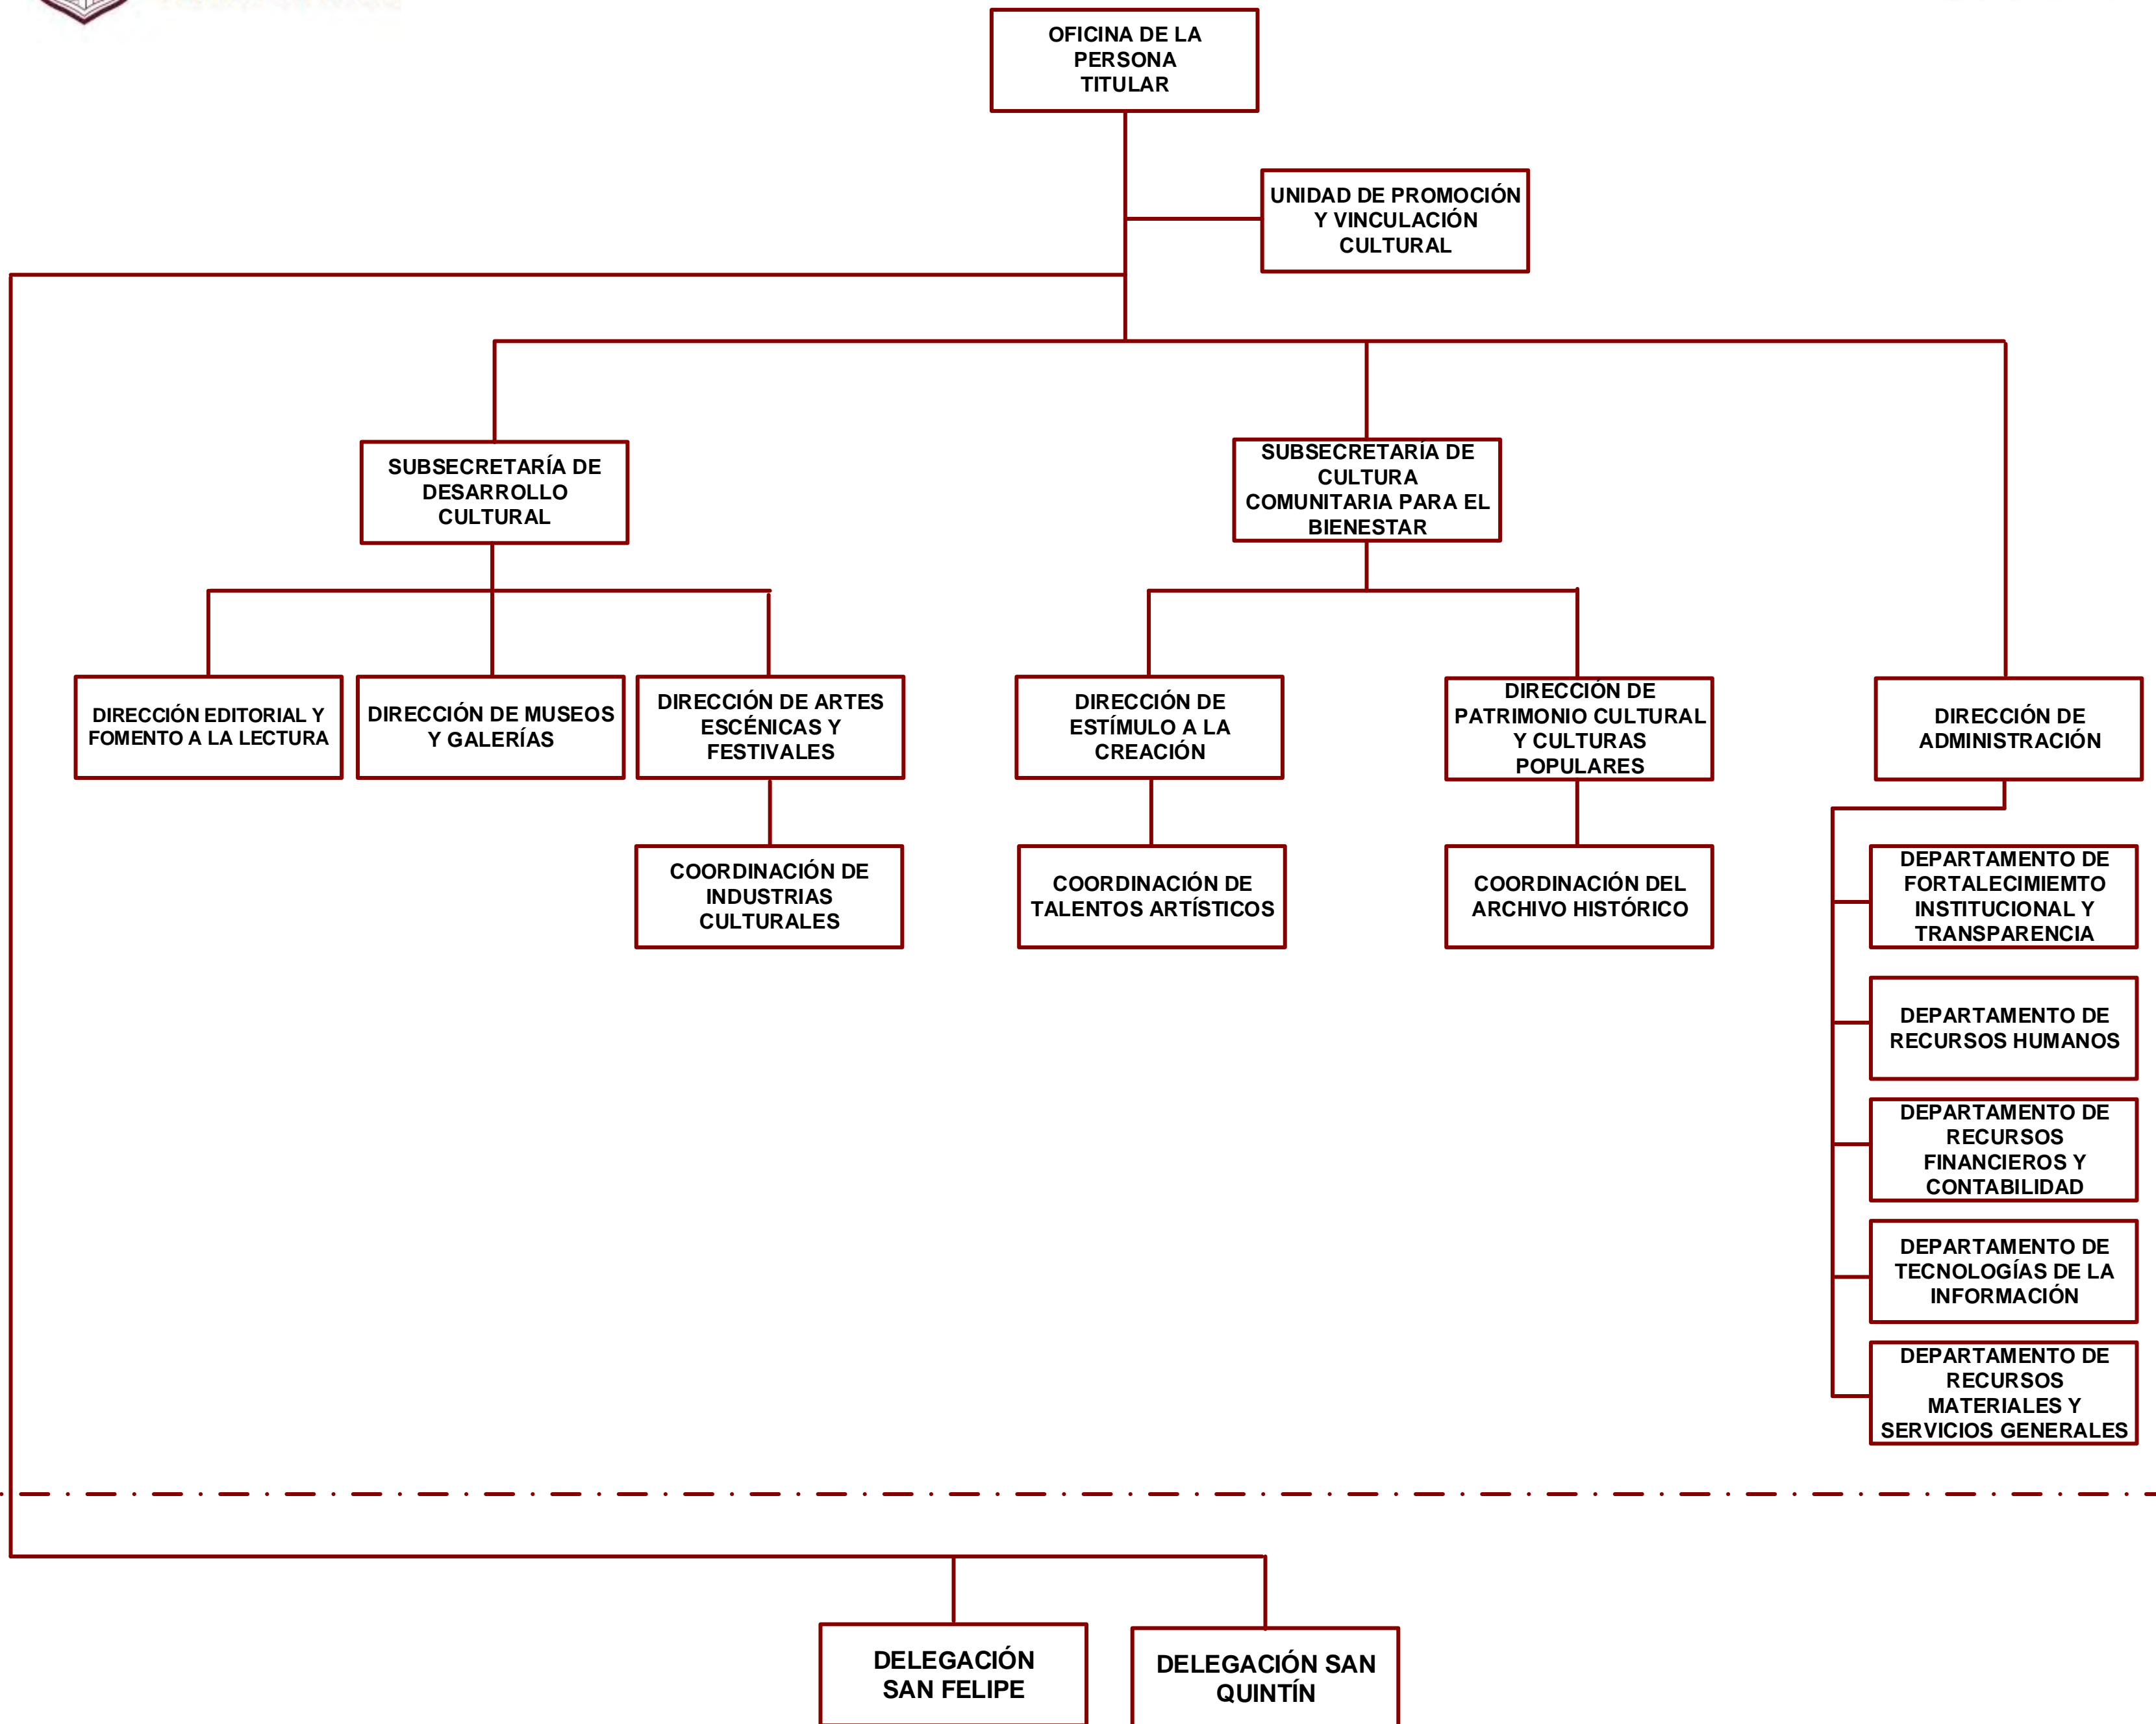 OFICINA DE LA
PERSONA
TITULAR
UNIDAD DE PROMOCIÓN
Y VINCULACIÓN
CULTURAL
SUBSECRETARÍA DE
DESARROLLO
CULTURAL
SUBSECRETARÍA DE
CULTURA
COMUNITARIA PARA EL
BIENESTAR
DIRECCIÓN EDITORIAL Y
FOMENTO A LA LECTURA
DIRECCIÓN DE MUSEOS
Y GALERÍAS
DIRECCIÓN DE ARTES
ESCÉNICAS Y
FESTIVALES
DIRECCIÓN DE
ESTÍMULO A LA
CREACIÓN
DIRECCIÓN DE
PATRIMONIO CULTURAL
Y CULTURAS
POPULARES
DIRECCIÓN DE
ADMINISTRACIÓN
COORDINACIÓN DE
INDUSTRIAS
CULTURALES
COORDINACIÓN DE
TALENTOS ARTÍSTICOS
COORDINACIÓN DEL
ARCHIVO HISTÓRICO
DEPARTAMENTO DE
FORTALECIMIEMTO
INSTITUCIONAL Y
TRANSPARENCIA
DEPARTAMENTO DE
RECURSOS HUMANOS
DEPARTAMENTO DE
RECURSOS
FINANCIEROS Y
CONTABILIDAD
DEPARTAMENTO DE
TECNOLOGÍAS DE LA
INFORMACIÓN
DEPARTAMENTO DE
RECURSOS
MATERIALES Y
SERVICIOS GENERALES
DELEGACIÓN
SAN FELIPE
DELEGACIÓN SAN
QUINTÍN